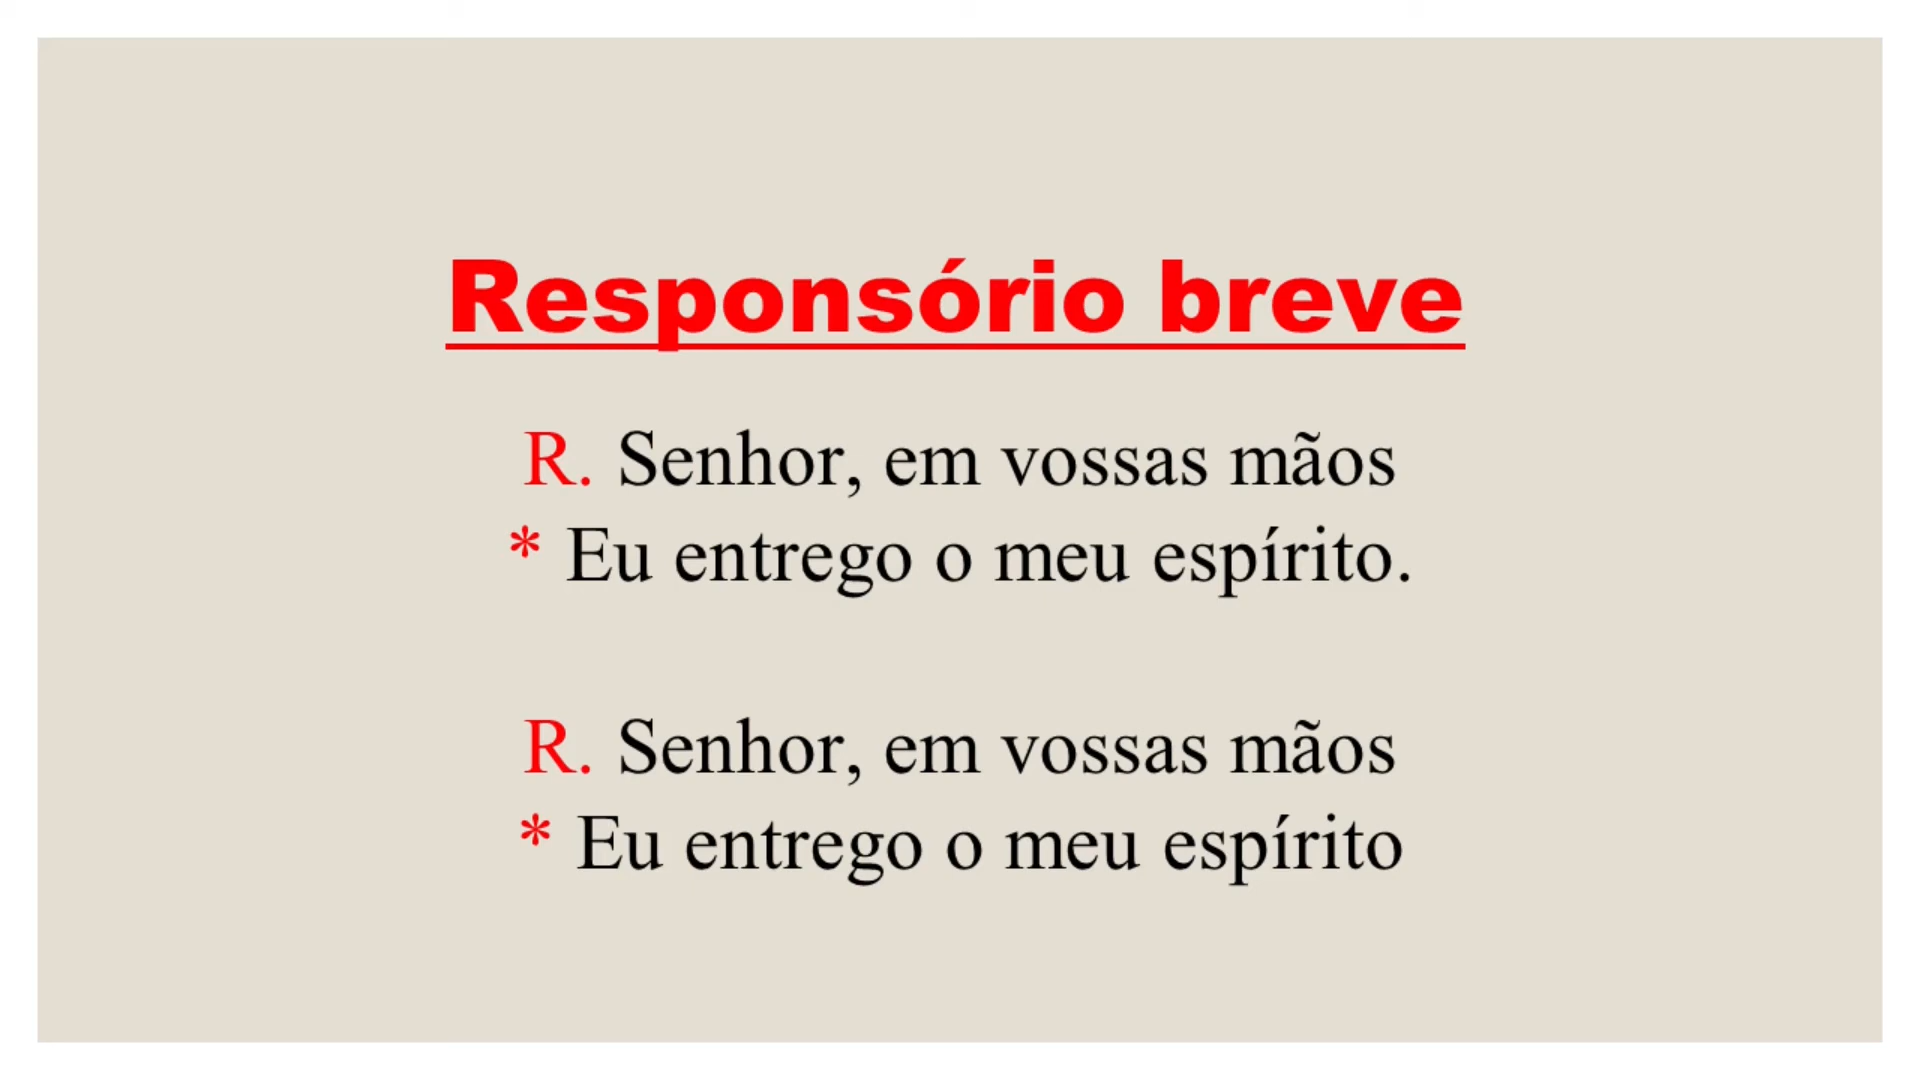 Responsório breve
R. Senhor, em vossas mãos
* Eu entrego o meu espírito.
R. Senhor, em vossas mãos
* Eu entrego o meu espírito